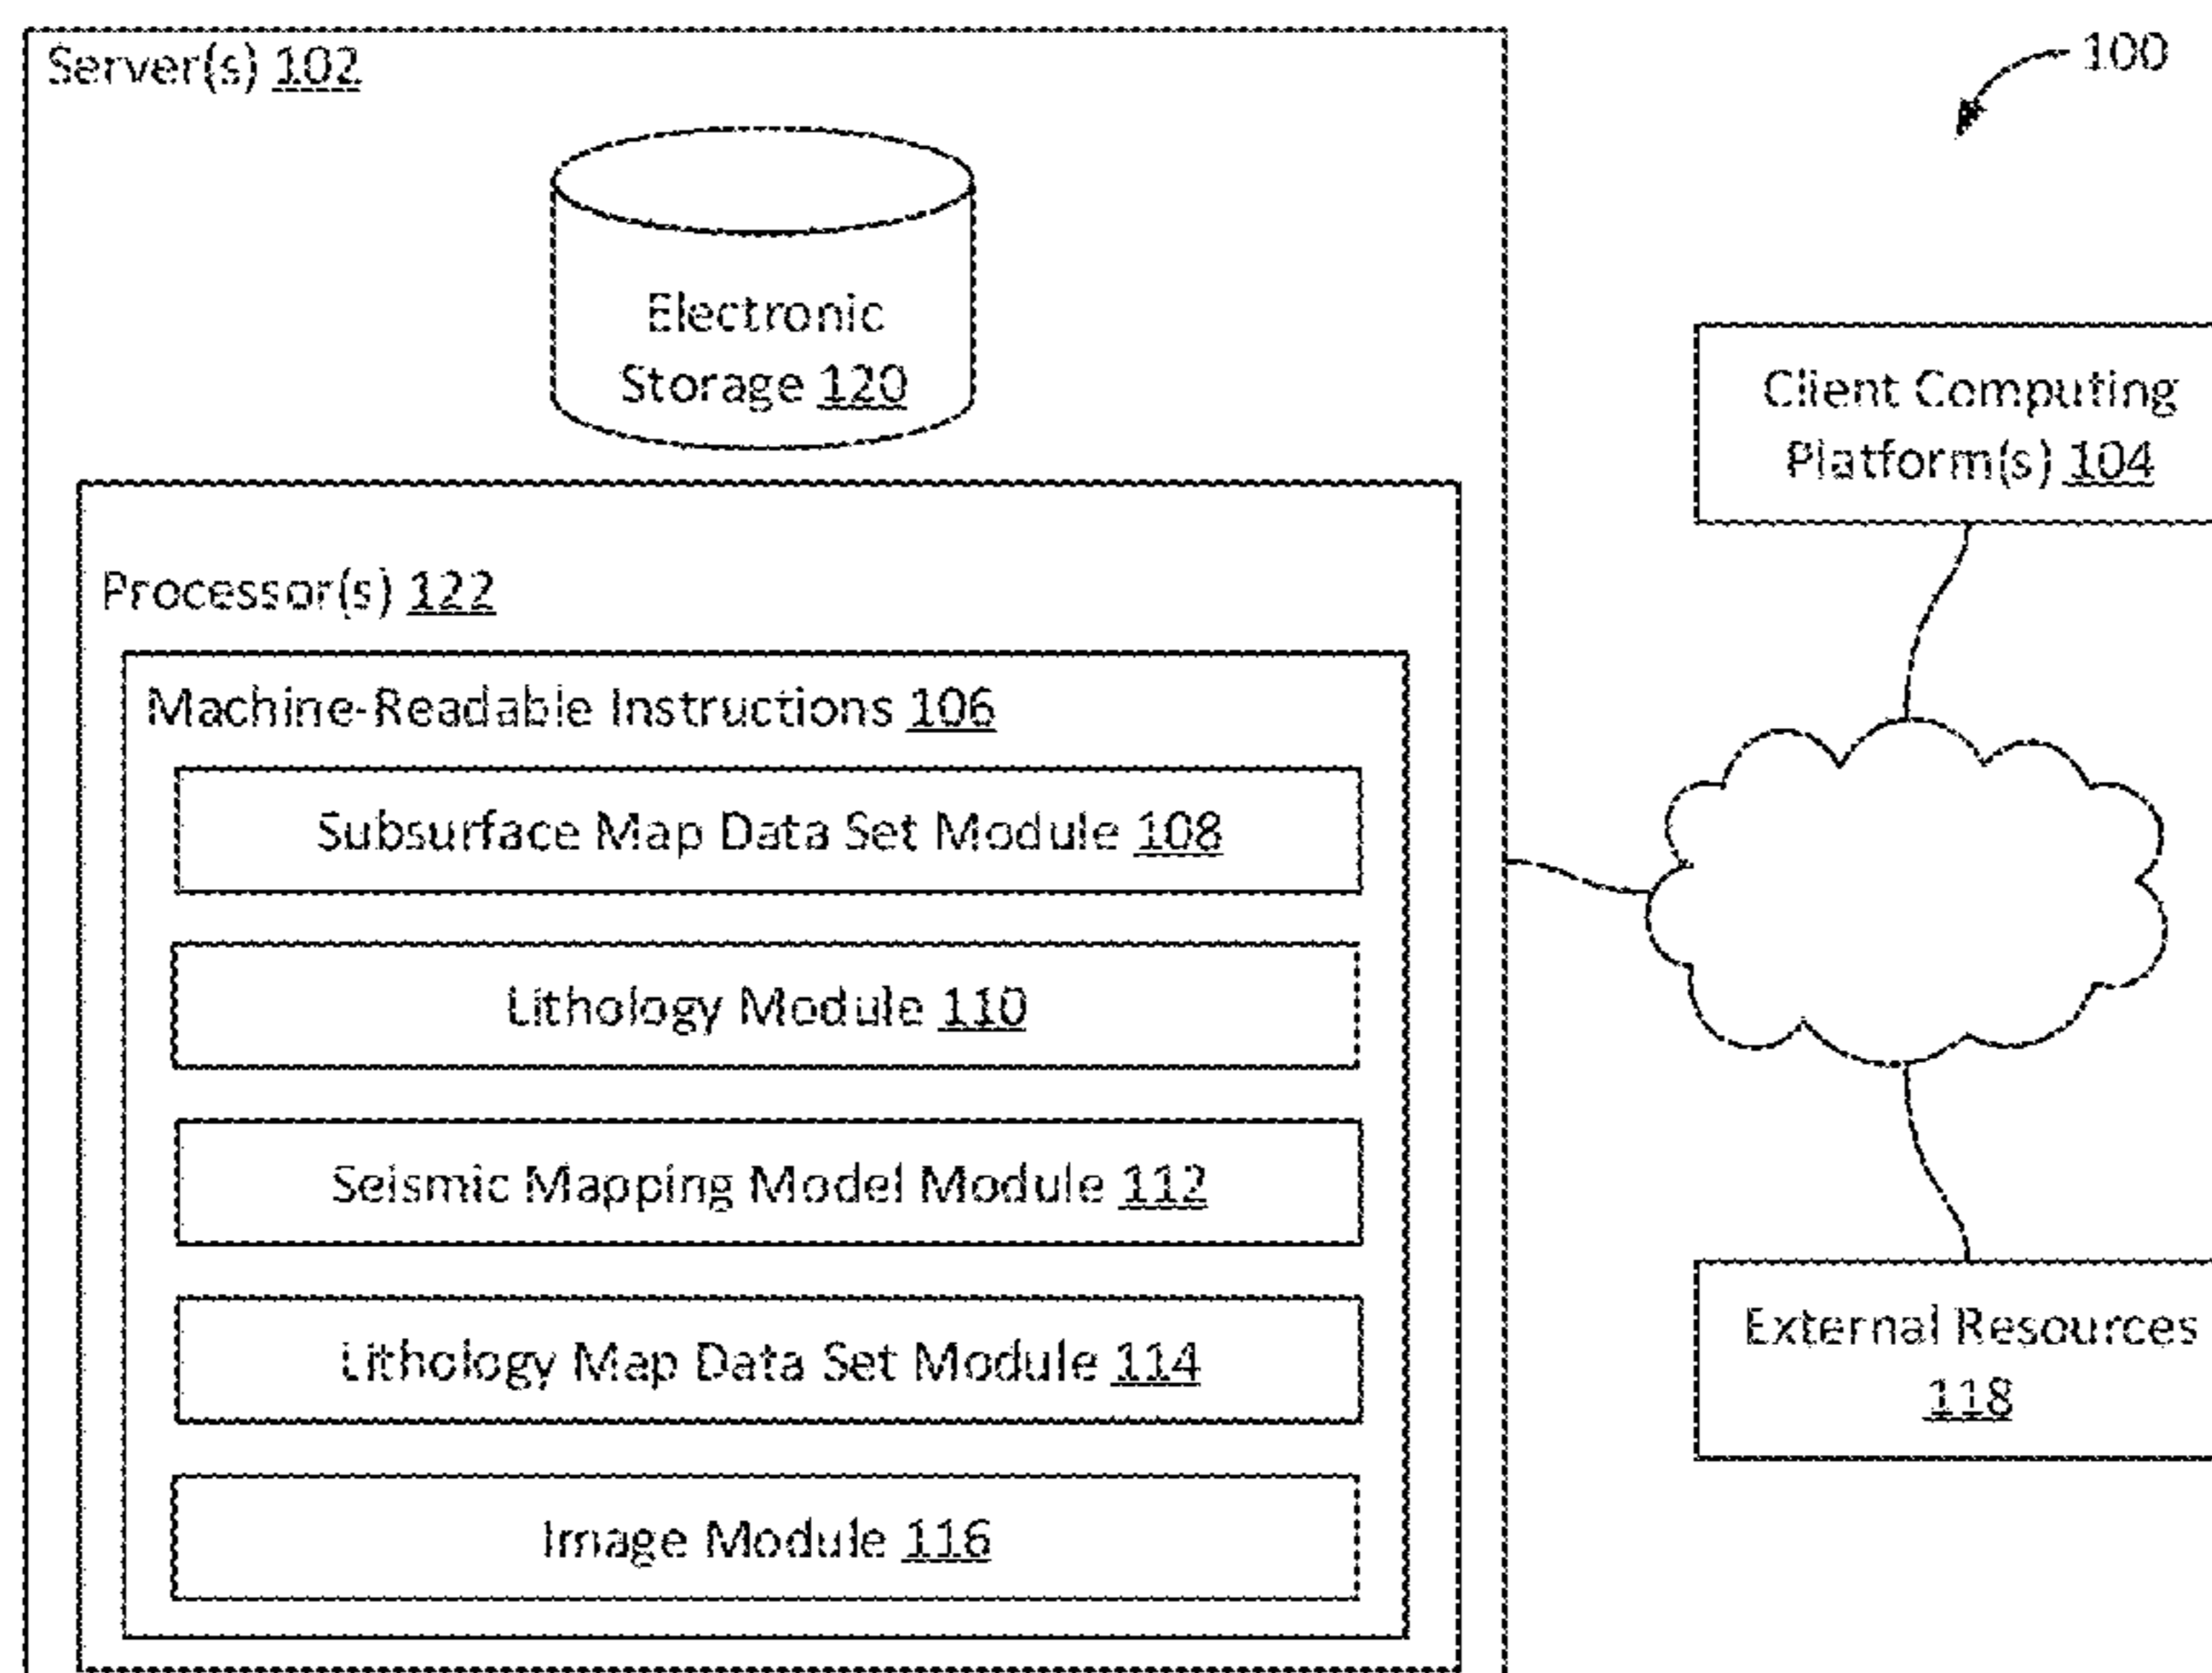 Server(s) 102
100
Electronic
Storage 120
Client Computing
Platform(s) 104
Processor(s) 122
Machine-Readable Instructions 106
Subsurface Map Data Set Module 108
Lithology Module 110
Seismic Mapping Model Module 112
Lithology Map Data Set Module 114
Image Module 116
External Resources
118